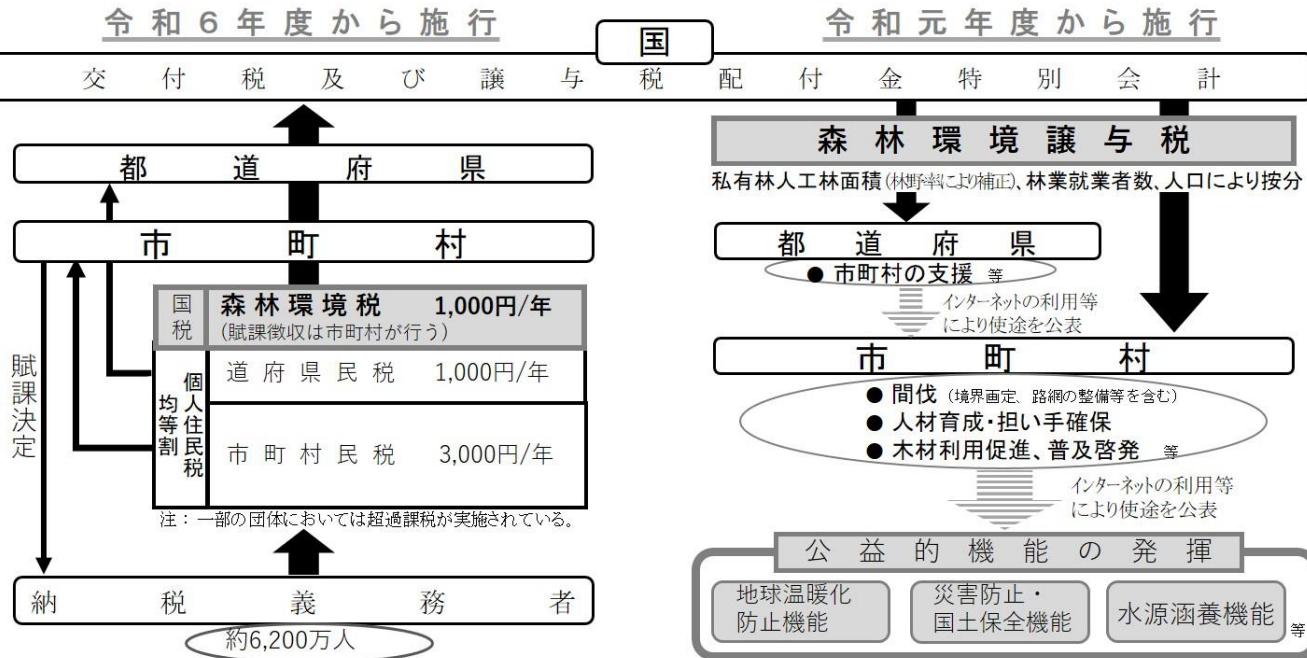 令和６年度から施行
国
令和元年度から施行
交付税及び譲与税配付金特別会計
都道府県
市町村
国税
森林環境税 1,000円/年
(賦課徴収は市町村が行う)
個人住民税
均等割
道府県民税 1,000円/年
市町村民税 3,000円/年
賦課決定
注：一部の団体においては超過課税が実施されている。
納税義務者
約6,200万人
森林環境譲与税
私有林人工林面積(林野率により補正)、林業就業者数、人口により按分
都道府県
● 市町村の支援 等
インターネットの利用等
により使途を公表
市町村
● 間伐 (境界画定、路網の整備等を含む)
● 人材育成・担い手確保
● 木材利用促進、普及啓発 等
インターネットの利用等
により使途を公表
公益的機能の発揮
地球温暖化
防止機能
災害防止・
国土保全機能
水源涵養機能
等